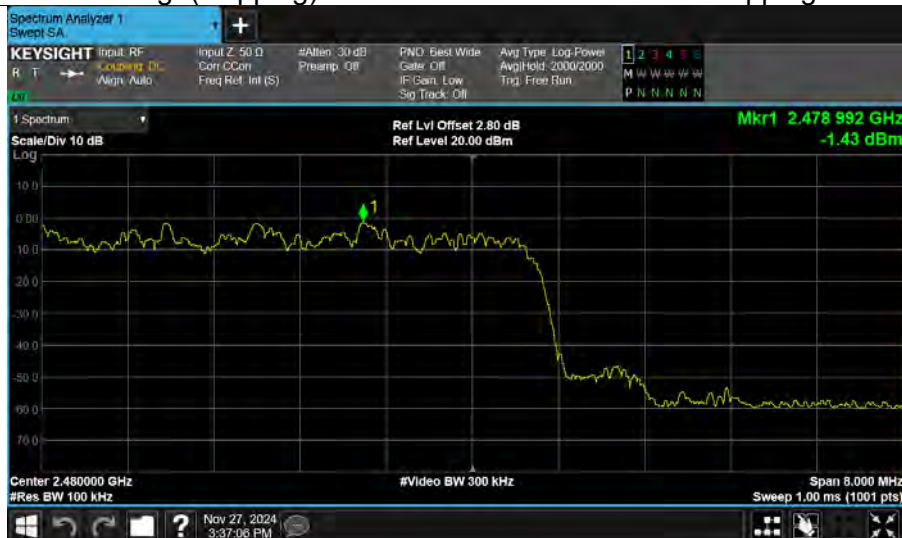 Spectrum Analyzer 1
Swept SA
+
KEYSIGHT
R T
Input: RF
Coupling: DC
Align: Auto
Input Z: 50 Ω
Corr CCorr
Freq Ref: Int (S)
#Atten: 30 dB
Preamp: Off
PNO: Best Wide
Gate: Off
IF Gain: Low
Sig Track: Off
Avg Type: Log-Power
Avg|Hold: 2000/2000
Trig: Free Run
1 2 3 4 5 6
M W W W W W
P N N N N N
1 Spectrum
Scale/Div 10 dB
Log
Ref Lvl Offset 2.80 dB
Ref Level 20.00 dBm
Mkr1 2.478 992 GHz
-1.43 dBm
10.0
0.00
-10.0
-20.0
-30.0
-50.0
-60.0
-70.0
1
Center 2.480000 GHz
#Res BW 100 kHz
#Video BW 300 kHz
Span 8.000 MHz
Sweep 1.00 ms (1001 pts)
?
Nov 27, 2024
3:37:06 PM